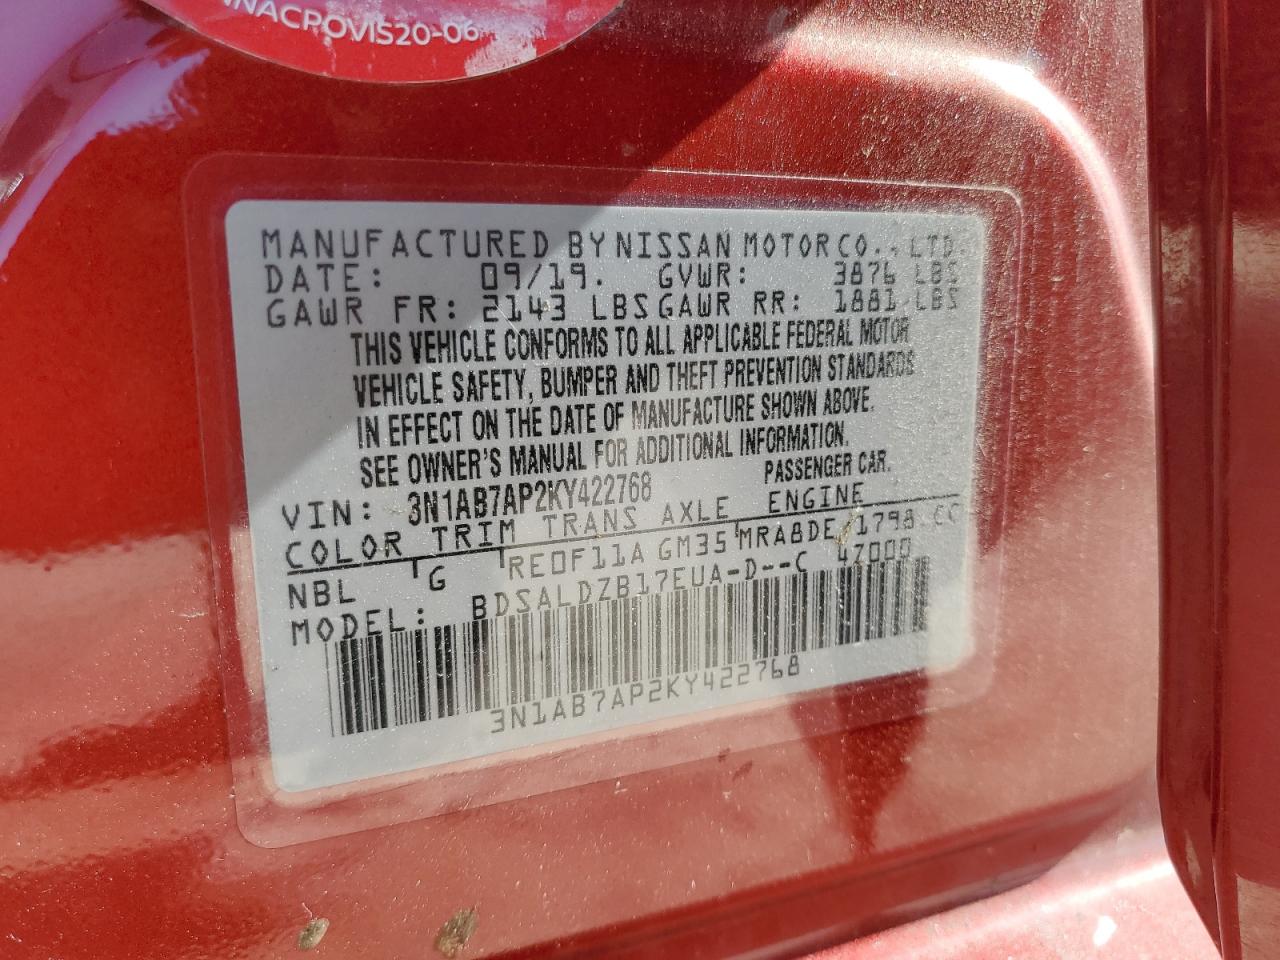 NNACPOVIS20-06
MANUFACTURED BY NISSAN MOTOR CO., LTD.
DATE: 09/19. GVWR: 3876 LBS
GAWR FR: 2143 LBS GAWR RR: 1881 LBS
THIS VEHICLE CONFORMS TO ALL APPLICABLE FEDERAL MOTOR
VEHICLE SAFETY, BUMPER AND THEFT PREVENTION STANDARDS
IN EFFECT ON THE DATE OF MANUFACTURE SHOWN ABOVE.
SEE OWNER'S MANUAL FOR ADDITIONAL INFORMATION.
VIN: 3N1AB7AP2KY422768 PASSENGER CAR.
COLOR TRIM TRANS AXLE ENGINE
NBL G RE0F11A GM35 MRA8DE/1798 CC
MODEL: BDSALDZB17EUA-D--C 47000
3N1AB7AP2KY422768